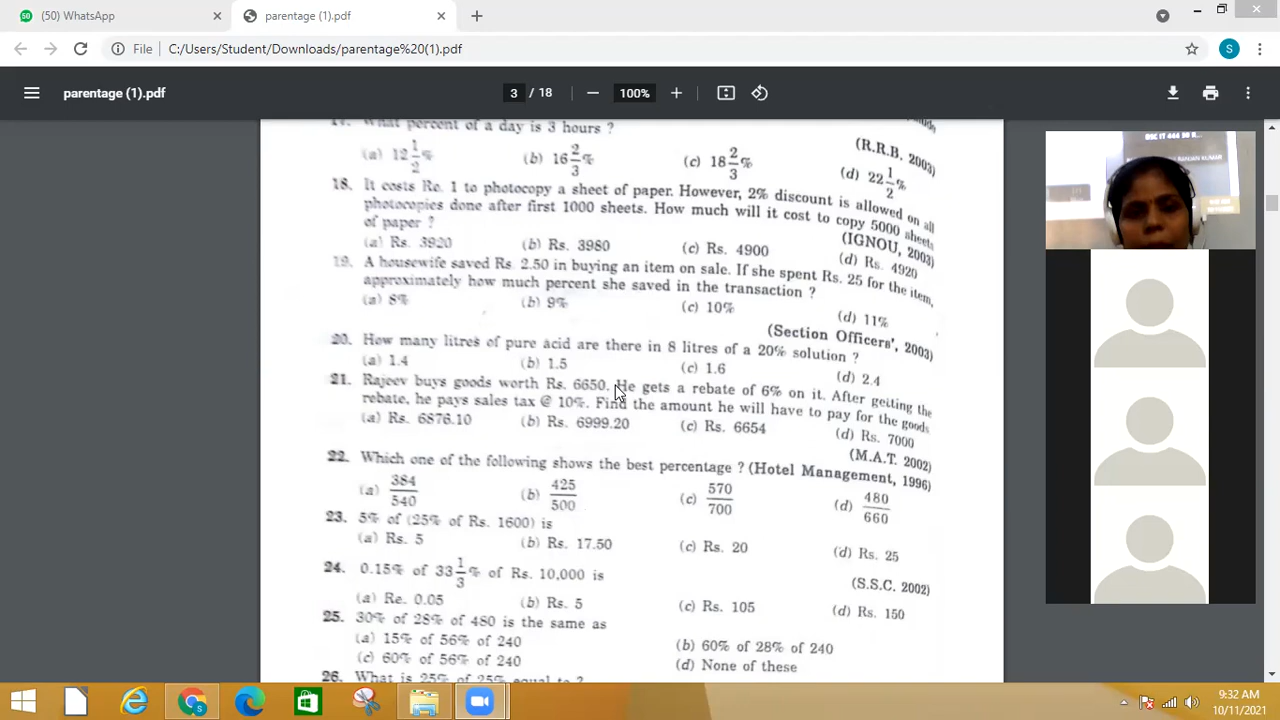 (50) WhatsApp
parentage (1).pdf
File
C:/Users/Student/Downloads/parentage%20(1).pdf
S
parentage (1).pdf
3 / 18
100%
17. What percent of a day is 3 hours ?
(R.R.B. 2003)
(a) 12 1/2 % (b) 16 2/3 % (c) 18 2/3 % (d) 22 1/2 %
18. It costs Re. 1 to photocopy a sheet of paper. However, 2% discount is allowed on all
photocopies done after first 1000 sheets. How much will it cost to copy 5000 sheets
of paper ? (IGNOU, 2003)
(a) Rs. 3920 (b) Rs. 3980 (c) Rs. 4900 (d) Rs. 4920
19. A housewife saved Rs. 2.50 in buying an item on sale. If she spent Rs. 25 for the item,
approximately how much percent she saved in the transaction ?
(a) 8% (b) 9% (c) 10% (d) 11%
(Section Officers', 2003)
20. How many litres of pure acid are there in 8 litres of a 20% solution ?
(a) 1.4 (b) 1.5 (c) 1.6 (d) 2.4
21. Rajeev buys goods worth Rs. 6650. He gets a rebate of 6% on it. After getting the
rebate, he pays sales tax @ 10%. Find the amount he will have to pay for the goods
(a) Rs. 6876.10 (b) Rs. 6999.20 (c) Rs. 6654 (d) Rs. 7000
(M.A.T. 2002)
22. Which one of the following shows the best percentage ? (Hotel Management, 1996)
(a) 384/540 (b) 425/500 (c) 570/700 (d) 480/660
23. 5% of (25% of Rs. 1600) is
(a) Rs. 5 (b) Rs. 17.50 (c) Rs. 20 (d) Rs. 25
24. 0.15% of 33 1/3 % of Rs. 10,000 is
(S.S.C. 2002)
(a) Re. 0.05 (b) Rs. 5 (c) Rs. 105 (d) Rs. 150
25. 30% of 28% of 480 is the same as
(a) 15% of 56% of 240 (b) 60% of 28% of 240
(c) 60% of 56% of 240 (d) None of these
26. What is 25% of 25% equal to ?
RANJAN KUMAR
9:32 AM
10/11/2021